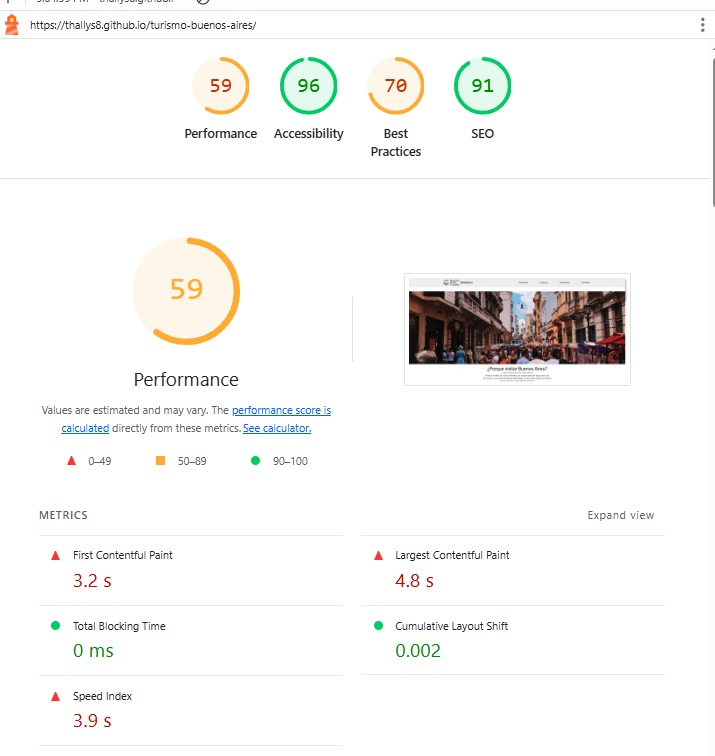 https://thallys8.github.io/turismo-buenos-aires/
59
96
70
91
Performance
Accessibility
Best
Practices
SEO
59
Performance
Values are estimated and may vary. The performance score is
calculated directly from these metrics. See calculator.
0–49
50–89
90–100
¿Porque visitar Buenos Aires?
METRICS
Expand view
First Contentful Paint
3.2 s
Largest Contentful Paint
4.8 s
Total Blocking Time
0 ms
Cumulative Layout Shift
0.002
Speed Index
3.9 s